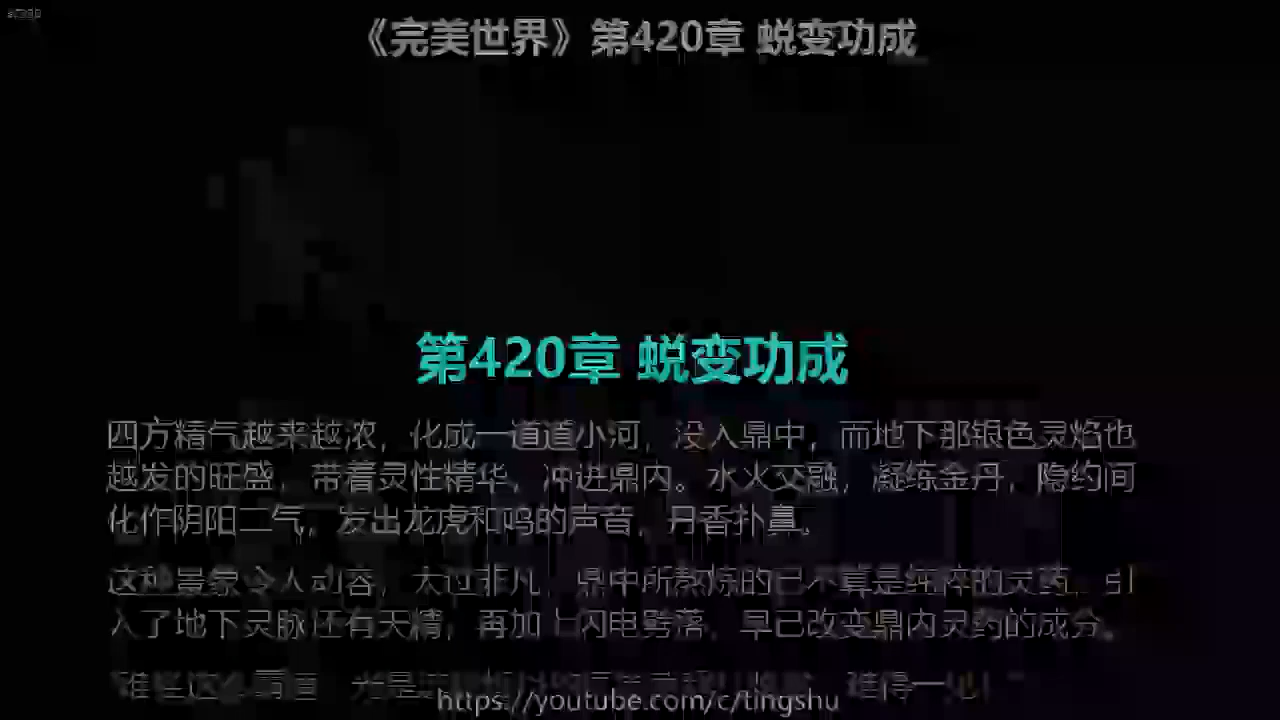 《完美世界》第420章 蜕变功成
第420章 蜕变功成
四方精气越来越浓，化成一道道小河，没入鼎中，而地下那银色灵焰也
越发的旺盛，带着灵性精华，冲进鼎内。水火交融，凝练金丹，隐约间
化作阴阳二气，发出龙虎和鸣的声音，丹香扑鼻。
这种景象令人动容，太过非凡，鼎中所熬炼的已不算是纯粹的灵药。引
入了地下灵脉还有天精，再加上闪电劈落，早已改变鼎内灵药的成分。
光是 难得一见！”
https://youtube.com/c/tingshu